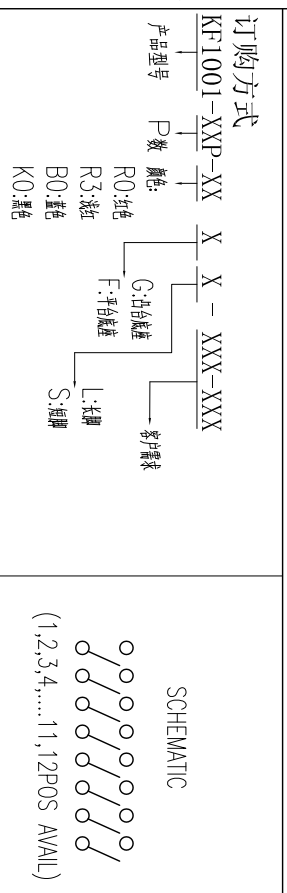 订购方式
KF1001-XXP-XX X X - XXX-XXX
产品型号
P数
颜色:
R0:红色
R3:浅红
B0:蓝色
K0:黑色
G:凸台底座
F:平台底座
L:长脚
S:短脚
客户需求
SCHEMATIC
(1,2,3,4,....11,12POS AVAIL)